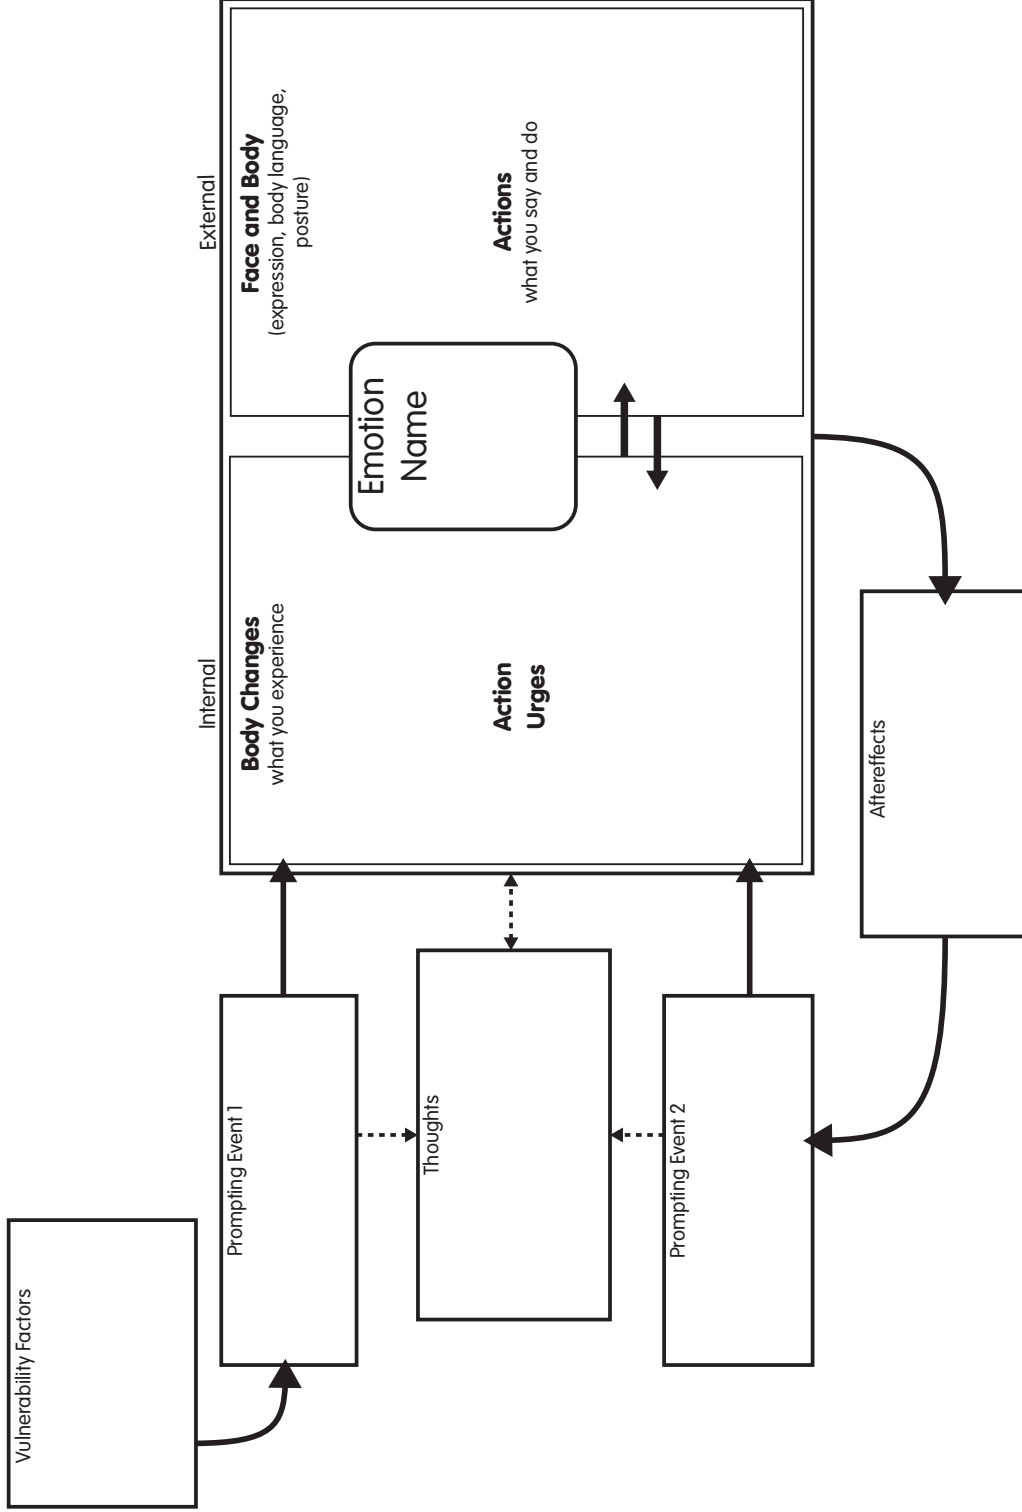 Vulnerability Factors
Prompting Event 1
Thoughts
Prompting Event 2
Internal
Body Changes
what you experience
Action
Urges
Emotion
Name
External
Face and Body
(expression, body language,
posture)
Actions
what you say and do
Aftereffects